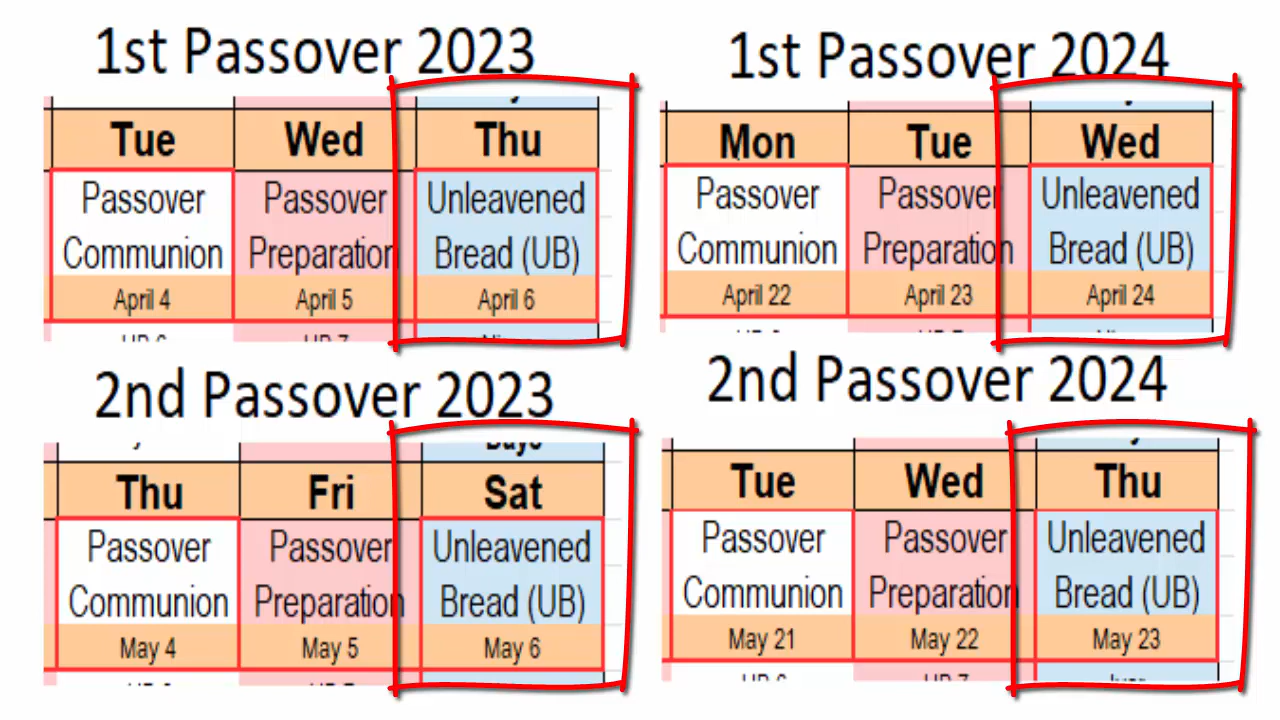 1st Passover 2023
Tue Wed Thu
Passover Passover Unleavened
Communion Preparation Bread (UB)
April 4 April 5 April 6
1st Passover 2024
Mon Tue Wed
Passover Passover Unleavened
Communion Preparation Bread (UB)
April 22 April 23 April 24
2nd Passover 2023
Thu Fri Sat
Passover Passover Unleavened
Communion Preparation Bread (UB)
May 4 May 5 May 6
2nd Passover 2024
Tue Wed Thu
Passover Passover Unleavened
Communion Preparation Bread (UB)
May 21 May 22 May 23